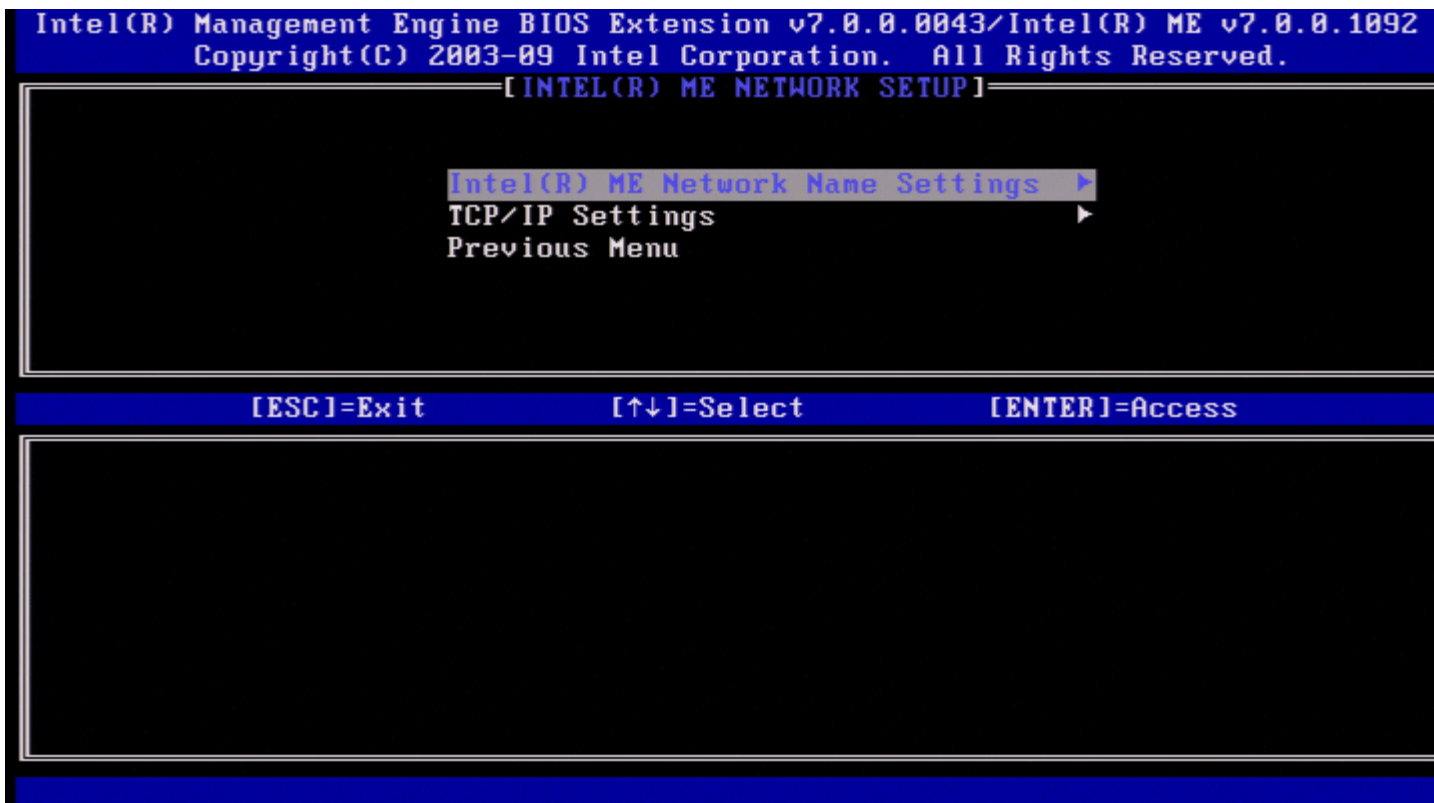 Intel(R) Management Engine BIOS Extension v7.0.0.0043/Intel(R) ME v7.0.0.1092
Copyright(C) 2003-09 Intel Corporation.  All Rights Reserved.
[INTEL(R) ME NETWORK SETUP]
Intel(R) ME Network Name Settings ►
TCP/IP Settings ►
Previous Menu
[ESC]=Exit [↑↓]=Select [ENTER]=Access